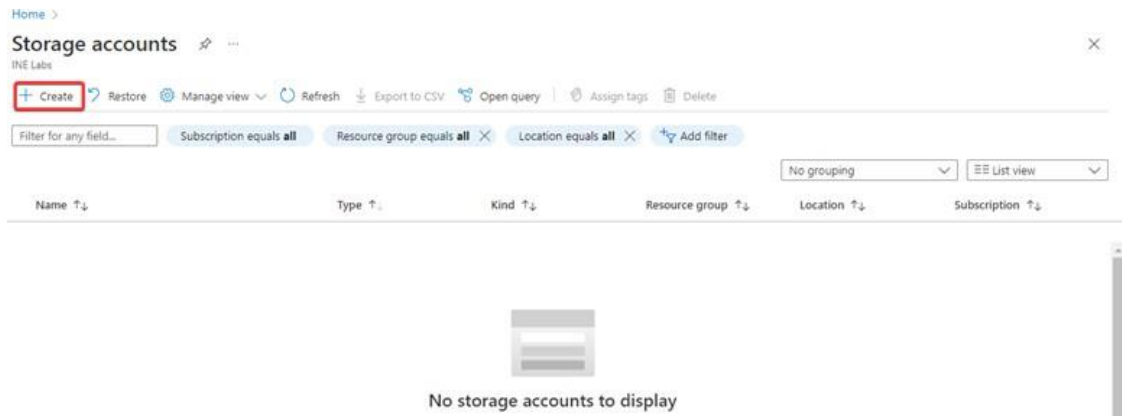 Home >
Storage accounts ...
INE Labs
+ Create Restore Manage view Refresh Export to CSV Open query Assign tags Delete
Filter for any field... Subscription equals all Resource group equals all Location equals all Add filter
No grouping List view
Name ↑↓ Type ↑↓ Kind ↑↓ Resource group ↑↓ Location ↑↓ Subscription ↑↓
No storage accounts to display